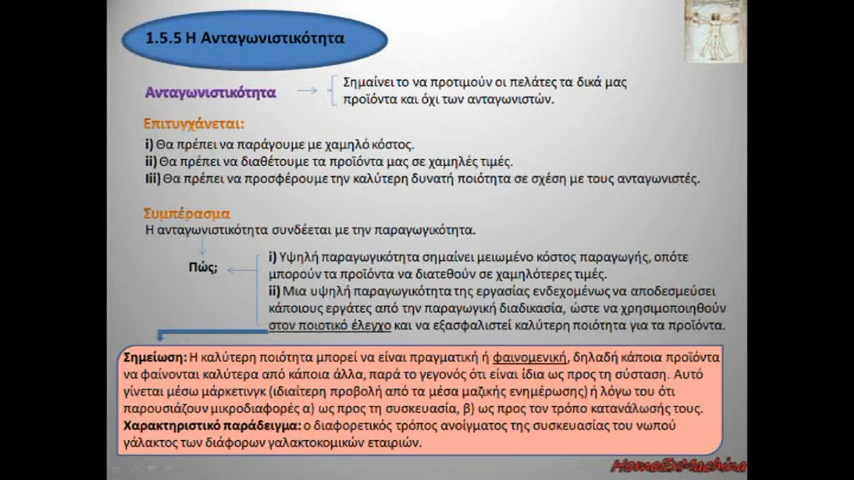 1.5.5 Η Ανταγωνιστικότητα
Ανταγωνιστικότητα
Σημαίνει το να προτιμούν οι πελάτες τα δικά μας
προϊόντα και όχι των ανταγωνιστών.
Επιτυγχάνεται:
i) Θα πρέπει να παράγουμε με χαμηλό κόστος.
ii) Θα πρέπει να διαθέτουμε τα προϊόντα μας σε χαμηλές τιμές.
Iii) Θα πρέπει να προσφέρουμε την καλύτερη δυνατή ποιότητα σε σχέση με τους ανταγωνιστές.
Συμπέρασμα
Η ανταγωνιστικότητα συνδέεται με την παραγωγικότητα.
Πώς;
i) Υψηλή παραγωγικότητα σημαίνει μειωμένο κόστος παραγωγής, οπότε
μπορούν τα προϊόντα να διατεθούν σε χαμηλότερες τιμές.
ii) Μια υψηλή παραγωγικότητα της εργασίας ενδεχομένως να αποδεσμεύσει
κάποιους εργάτες από την παραγωγική διαδικασία, ώστε να χρησιμοποιηθούν
στον ποιοτικό έλεγχο και να εξασφαλιστεί καλύτερη ποιότητα για τα προϊόντα.
Σημείωση: Η καλύτερη ποιότητα μπορεί να είναι πραγματική ή φαινομενική, δηλαδή κάποια προϊόντα
να φαίνονται καλύτερα από κάποια άλλα, παρά το γεγονός ότι είναι ίδια ως προς τη σύσταση. Αυτό
γίνεται μέσω μάρκετινγκ (ιδιαίτερη προβολή από τα μέσα μαζικής ενημέρωσης) ή λόγω του ότι
παρουσιάζουν μικροδιαφορές α) ως προς τη συσκευασία, β) ως προς τον τρόπο κατανάλωσής τους.
Χαρακτηριστικό παράδειγμα: ο διαφορετικός τρόπος ανοίγματος της συσκευασίας του νωπού
γάλακτος των διάφορων γαλακτοκομικών εταιριών.
HomoExMachina